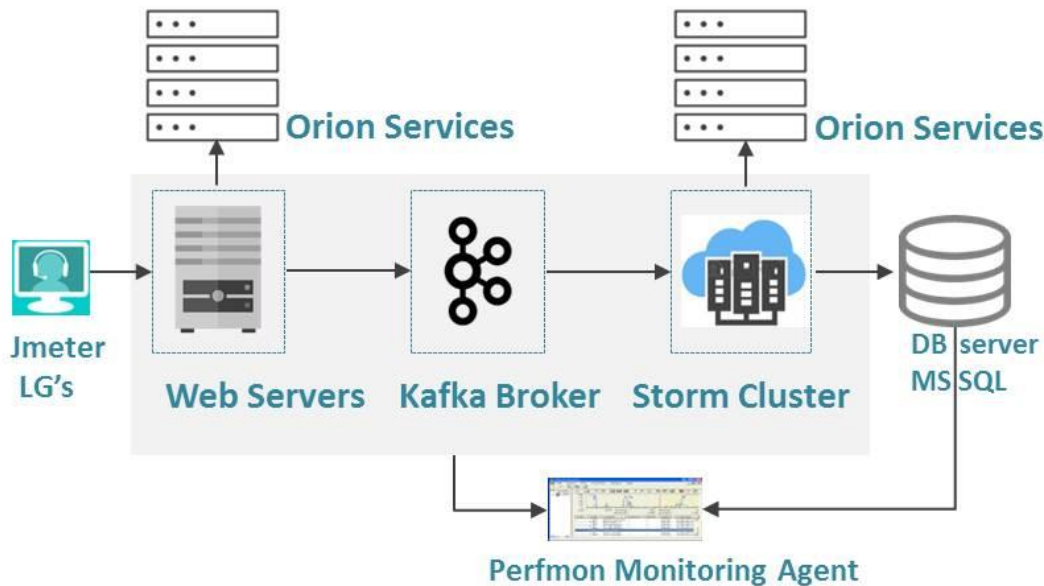 Orion Services
Orion Services
Jmeter
LG's
Web Servers
Kafka Broker
Storm Cluster
DB server
MS SQL
Perfmon Monitoring Agent